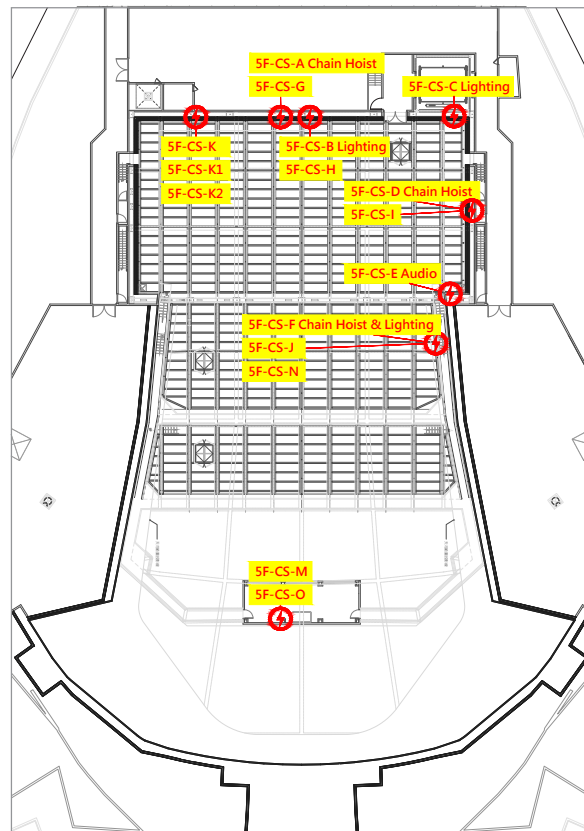 5F-CS-A Chain Hoist
5F-CS-G
5F-CS-C Lighting
5F-CS-K
5F-CS-K1
5F-CS-K2
5F-CS-B Lighting
5F-CS-H
5F-CS-D Chain Hoist
5F-CS-I
5F-CS-E Audio
5F-CS-F Chain Hoist & Lighting
5F-CS-J
5F-CS-N
5F-CS-M
5F-CS-O